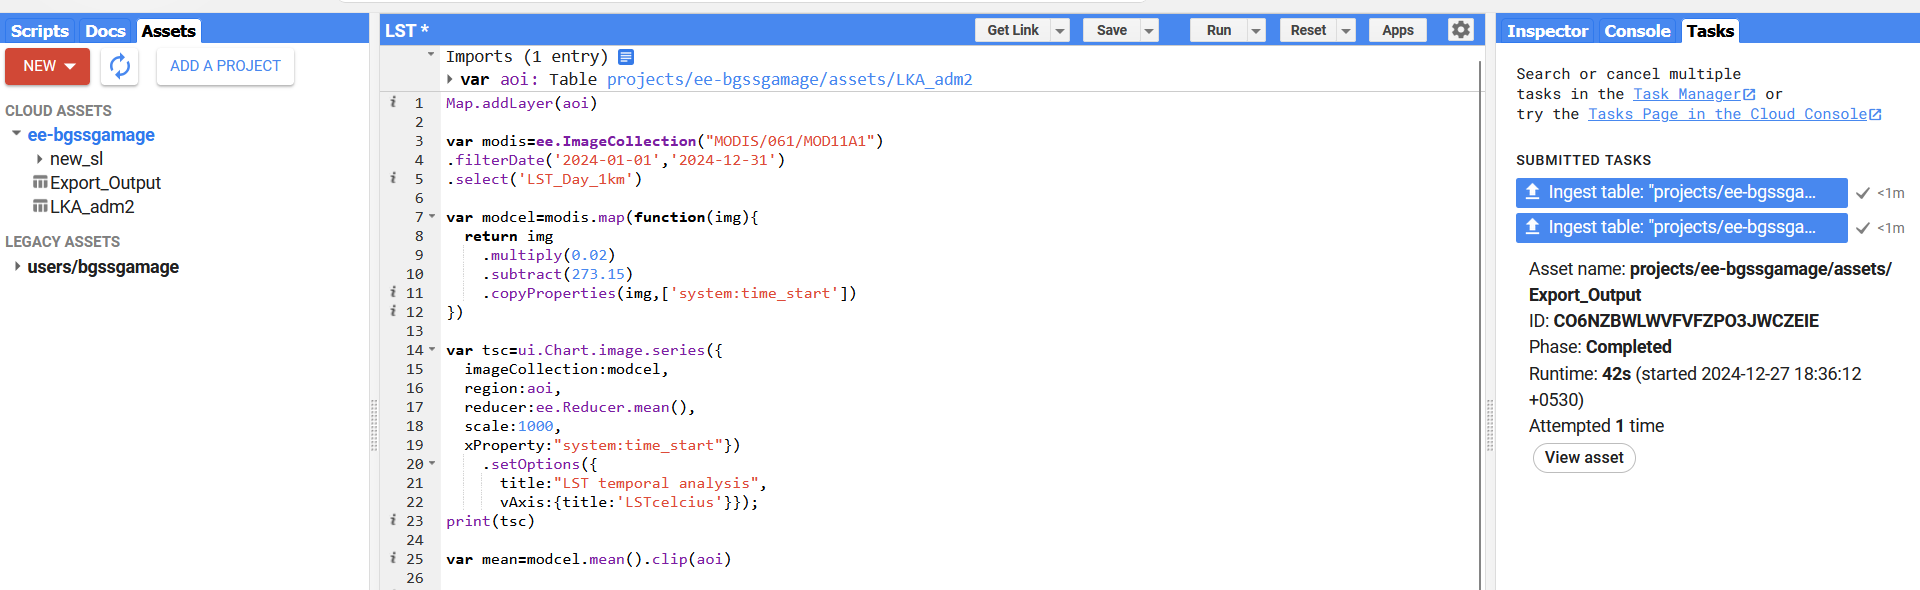 Scripts Docs Assets
NEW ADD A PROJECT
CLOUD ASSETS
ee-bgssgamage
new_sl
Export_Output
LKA_adm2
LEGACY ASSETS
users/bgssgamage
LST * Get Link Save Run Reset Apps
Imports (1 entry)
var aoi: Table projects/ee-bgssgamage/assets/LKA_adm2
i 1 Map.addLayer(aoi)
2
3 var modis=ee.ImageCollection("MODIS/061/MOD11A1")
4 .filterDate('2024-01-01','2024-12-31')
i 5 .select('LST_Day_1km')
6
7 var modcel=modis.map(function(img){
8 return img
9 .multiply(0.02)
10 .subtract(273.15)
i 11 .copyProperties(img,['system:time_start'])
i 12 })
13
14 var tsc=ui.Chart.image.series({
15 imageCollection:modcel,
16 region:aoi,
17 reducer:ee.Reducer.mean(),
18 scale:1000,
19 xProperty:"system:time_start"})
20 .setOptions({
21 title:"LST temporal analysis",
22 vAxis:{title:'LSTcelcius'}});
i 23 print(tsc)
24
i 25 var mean=modcel.mean().clip(aoi)
26
Inspector Console Tasks
Search or cancel multiple
tasks in the Task Manager or
try the Tasks Page in the Cloud Console
SUBMITTED TASKS
Ingest table: "projects/ee-bgssga... <1m
Ingest table: "projects/ee-bgssga... <1m
Asset name: projects/ee-bgssgamage/assets/
Export_Output
ID: CO6NZBWLWVFVFZPO3JWCZEIE
Phase: Completed
Runtime: 42s (started 2024-12-27 18:36:12
+0530)
Attempted 1 time
View asset